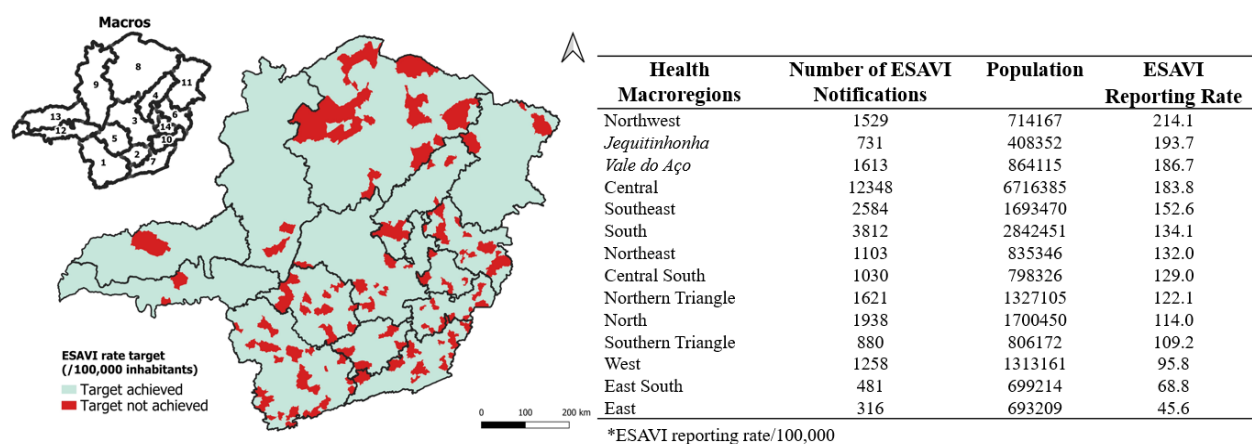 Macros
8
9
11
4
13
3
6
12
14
5
10
2
1
7
ESAVI rate target
(/100,000 inhabitants)
Target achieved
Target not achieved
0 100 200 km
Health Macroregions Number of ESAVI Notifications Population ESAVI Reporting Rate
Northwest 1529 714167 214.1
Jequitinhonha 731 408352 193.7
Vale do Aço 1613 864115 186.7
Central 12348 6716385 183.8
Southeast 2584 1693470 152.6
South 3812 2842451 134.1
Northeast 1103 835346 132.0
Central South 1030 798326 129.0
Northern Triangle 1621 1327105 122.1
North 1938 1700450 114.0
Southern Triangle 880 806172 109.2
West 1258 1313161 95.8
East South 481 699214 68.8
East 316 693209 45.6
*ESAVI reporting rate/100,000